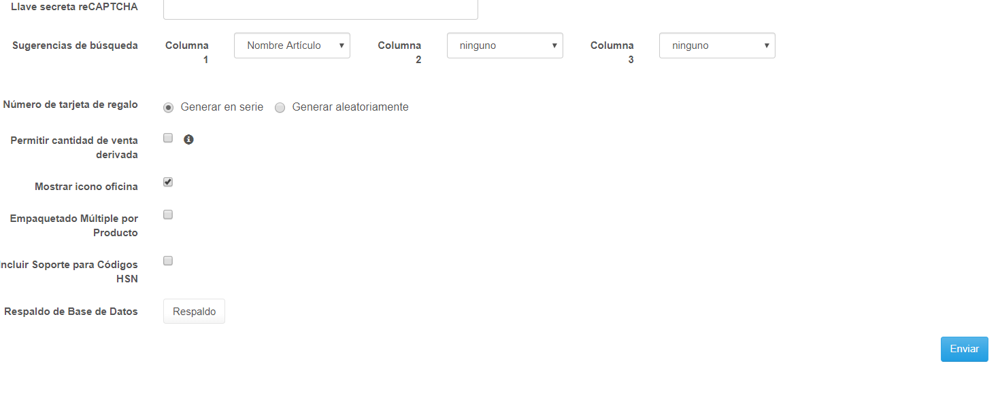 Llave secreta reCAPTCHA
Sugerencias de búsqueda
Columna
1
Nombre Artículo
Columna
2
ninguno
Columna
3
ninguno
Número de tarjeta de regalo
Generar en serie
Generar aleatoriamente
Permitir cantidad de venta
derivada
Mostrar icono oficina
Empaquetado Múltiple por
Producto
Incluir Soporte para Códigos
HSN
Respaldo de Base de Datos
Respaldo
Enviar